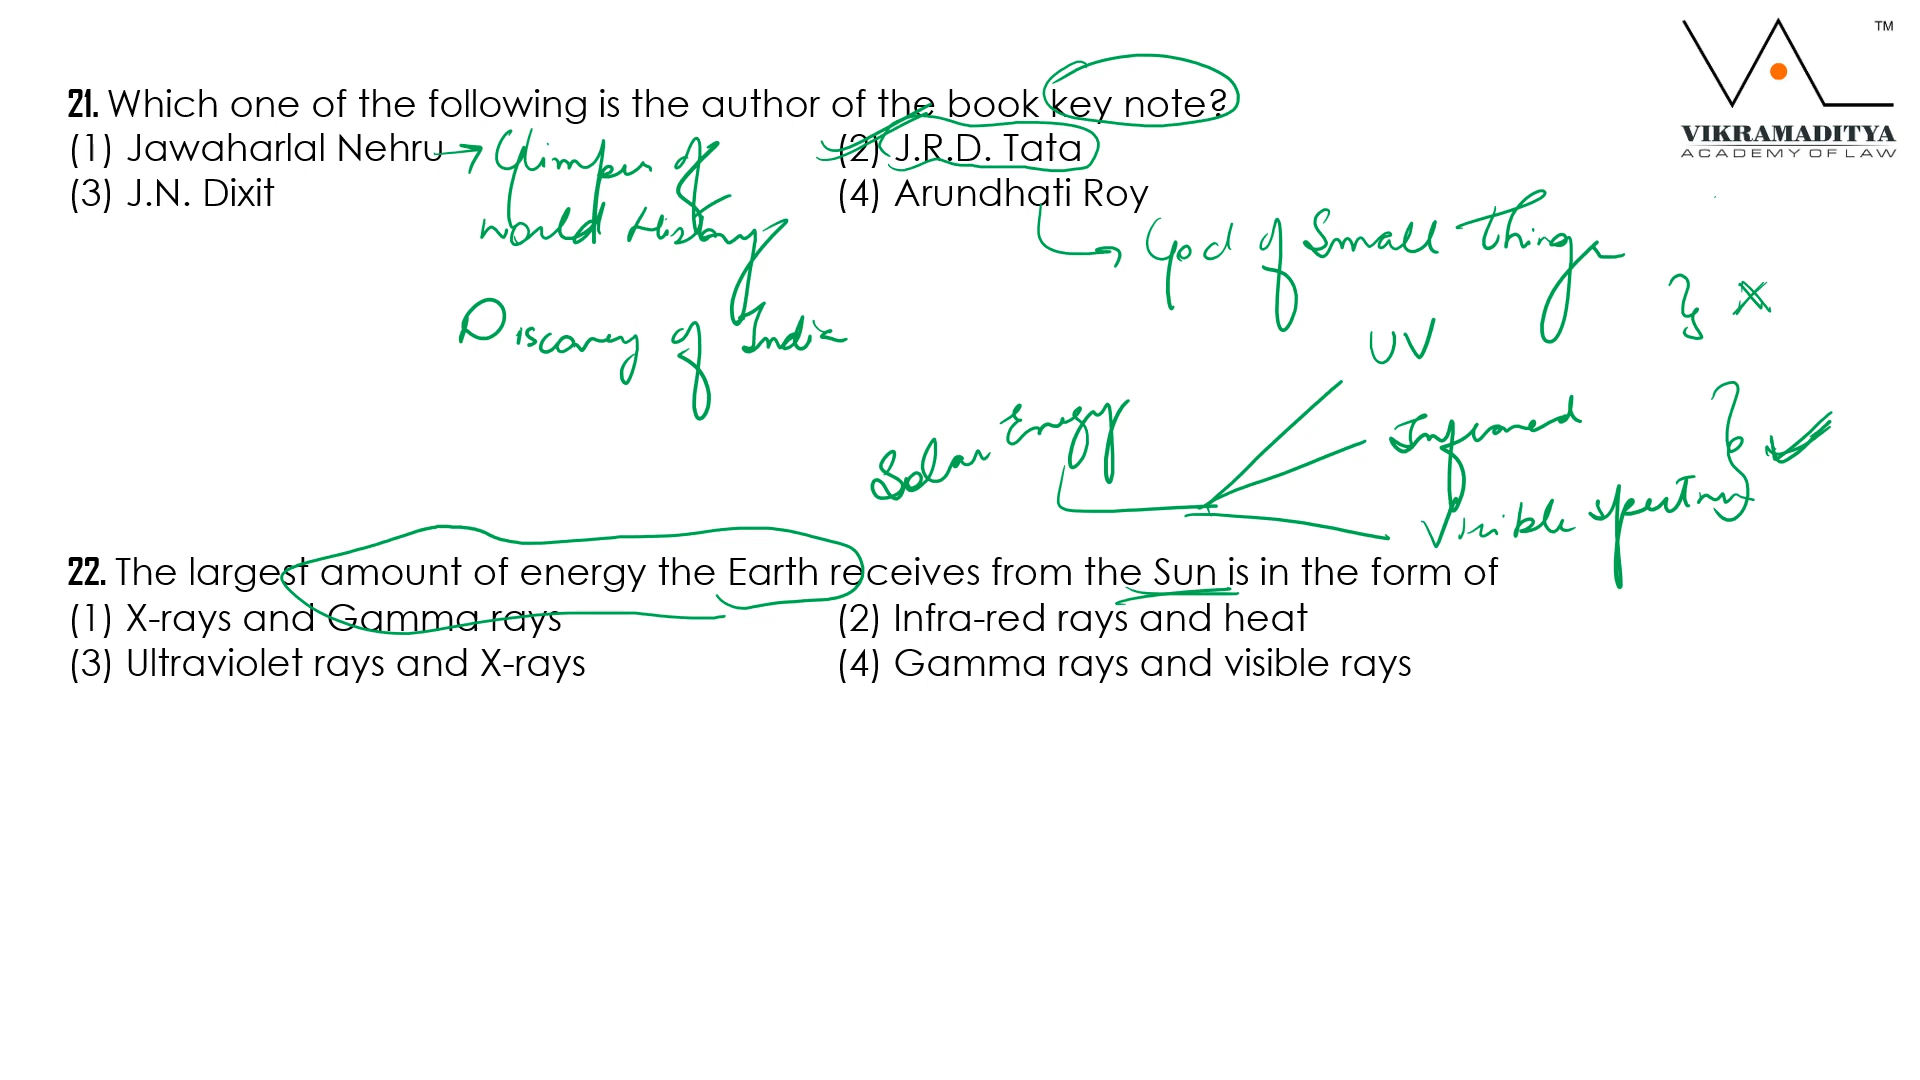 TM
VIKRAMADITYA
ACADEMY OF LAW
21. Which one of the following is the author of the book key note?
(1) Jawaharlal Nehru (2) J.R.D. Tata
(3) J.N. Dixit (4) Arundhati Roy
Glimpses of
World History
Discovery of India
God of Small Things
UV
Solar Energy
Infrared
Visible spectrum
22. The largest amount of energy the Earth receives from the Sun is in the form of
(1) X-rays and Gamma rays (2) Infra-red rays and heat
(3) Ultraviolet rays and X-rays (4) Gamma rays and visible rays